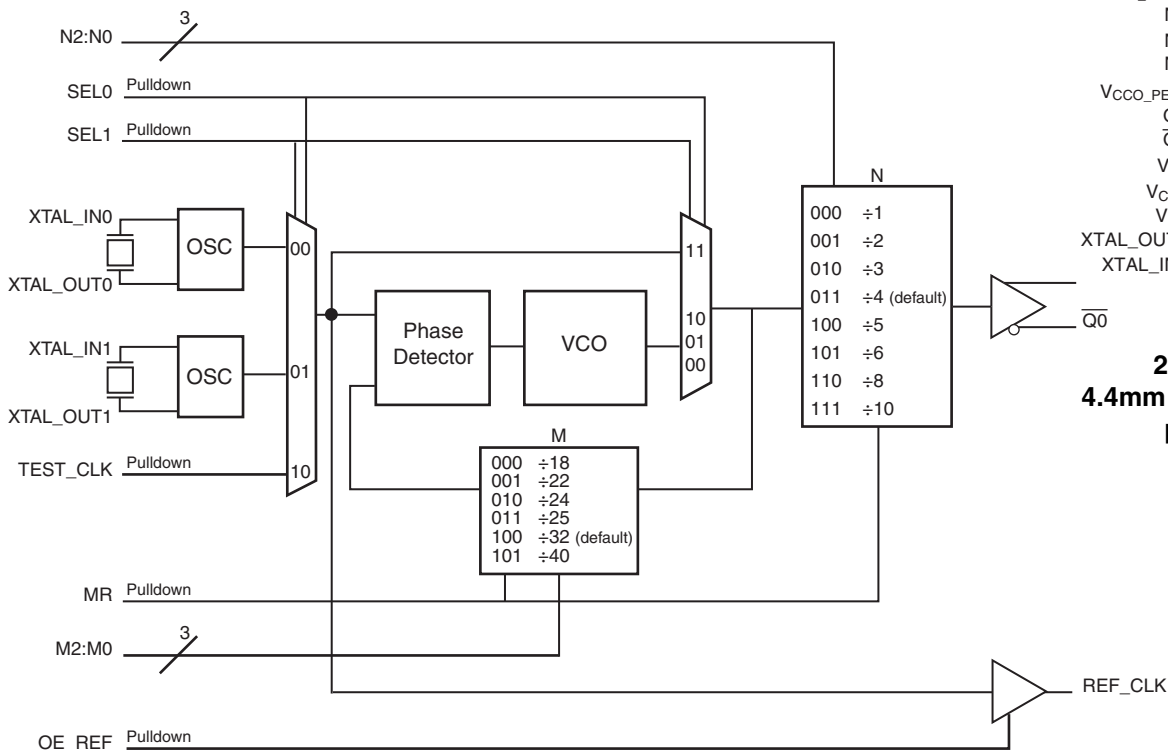 3
N2:N0
SEL0 Pulldown
SEL1 Pulldown
N
XTAL_IN0
OSC
XTAL_OUT0
00
11
000 ÷1
001 ÷2
010 ÷3
011 ÷4 (default)
100 ÷5
101 ÷6
110 ÷8
111 ÷10
Phase
Detector
VCO
10
01
00
XTAL_IN1
OSC
XTAL_OUT1
01
Q0
M
TEST_CLK Pulldown
10
000 ÷18
001 ÷22
010 ÷24
011 ÷25
100 ÷32 (default)
101 ÷40
MR Pulldown
3
M2:M0
REF_CLK
OE_REF Pulldown
XTAL_OUT
4.4mm